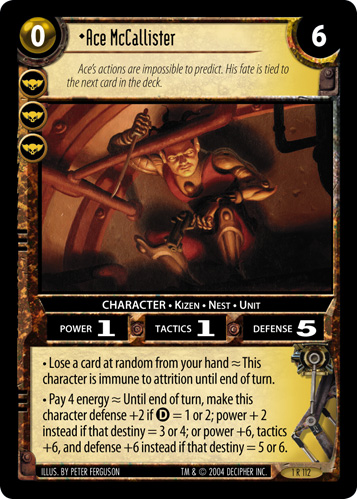 0 •Ace McCallister 6
Ace's actions are impossible to predict. His fate is tied to
the next card in the deck.
CHARACTER • KIZEN • NEST • UNIT
POWER 1 TACTICS 1 DEFENSE 5
• Lose a card at random from your hand ≈ This
character is immune to attrition until end of turn.
• Pay 4 energy ≈ Until end of turn, make this
character defense +2 if D = 1 or 2; power + 2
instead if that destiny = 3 or 4; or power +6, tactics
+6, and defense +6 instead if that destiny = 5 or 6.
ILLUS. BY PETER FERGUSON TM & © 2004 DECIPHER INC. 1 R 112